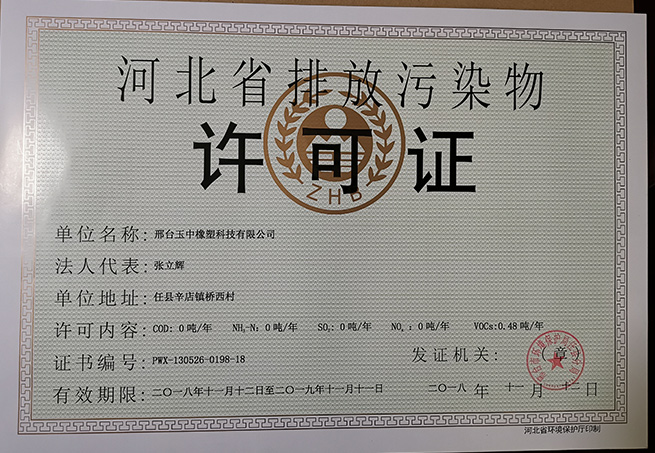 河北省排放污染物
许可证
ZHB
单位名称: 邢台玉中橡塑科技有限公司
法人代表: 张立辉
单位地址: 任县辛店镇桥西村
许可内容: COD: 0 吨/年 NH₃-N: 0 吨/年 SO₂: 0 吨/年 NOₓ : 0 吨/年 VOCs:0.48 吨/年
证书编号: PWX-130526-0198-18
发证机关: 章
有效期限: 二〇一八年十一月十二日至二〇一九年十一月十一日
二〇一八 年 十一 月 十二 日
河北省环境保护厅印制